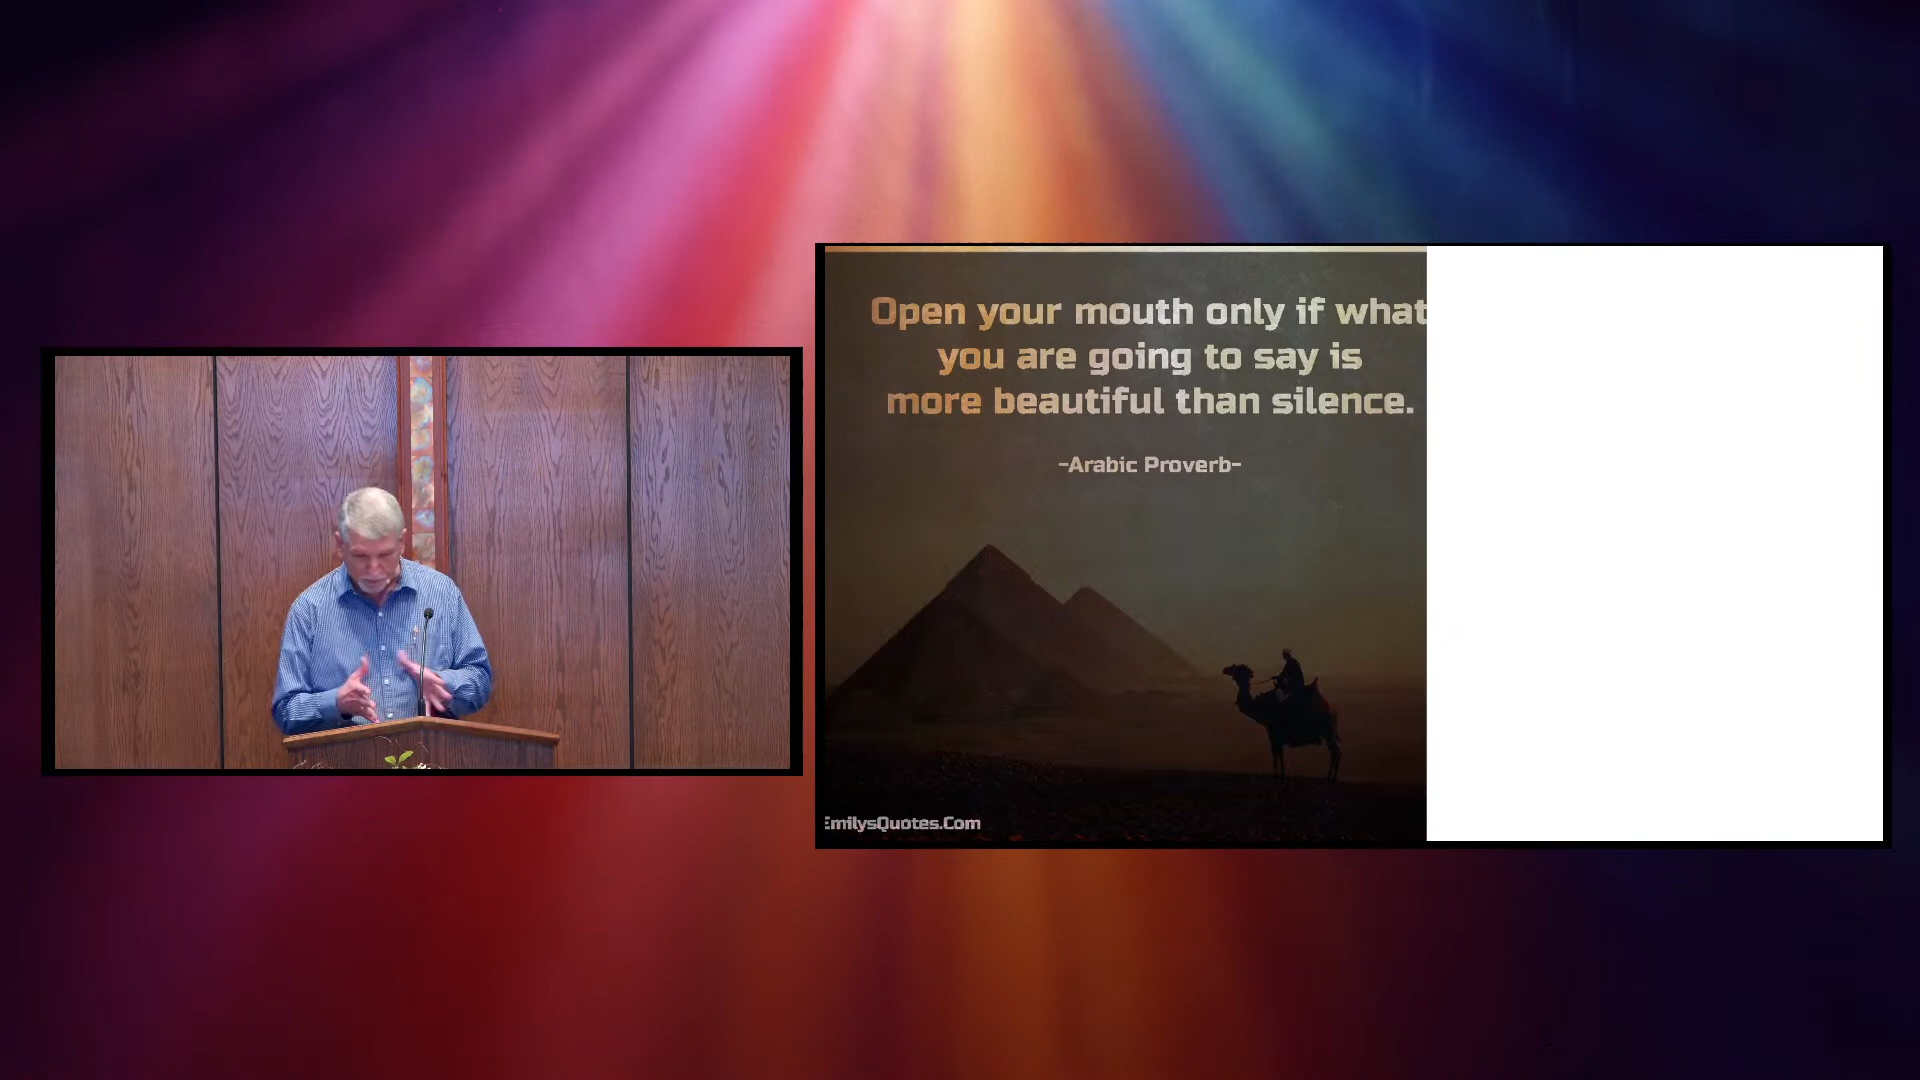 Open your mouth only if what
you are going to say is
more beautiful than silence.
-Arabic Proverb-
EmilysQuotes.Com